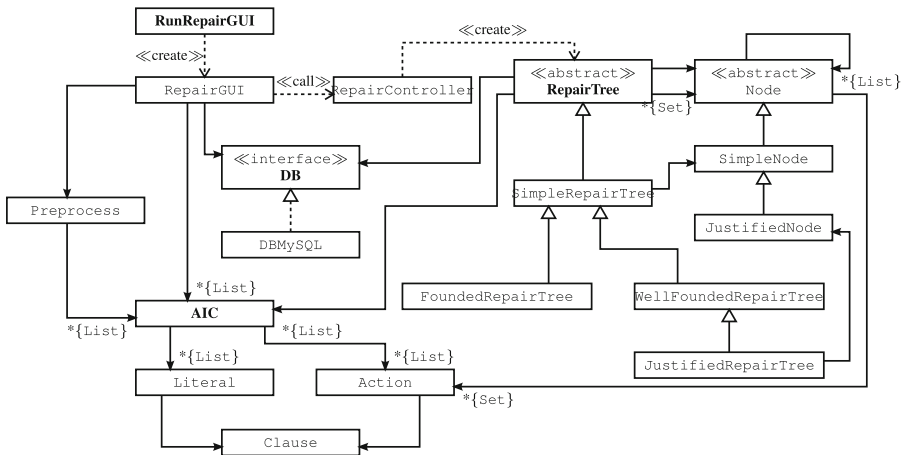 RunRepairGUI
≪create≫
≪create≫
RepairGUI
≪call≫
RepairController
≪abstract≫
RepairTree
≪abstract≫
Node
*{List}
*{Set}
≪interface≫
DB
SimpleNode
SimpleRepairTree
Preprocess
JustifiedNode
DBMySQL
*{List}
FoundedRepairTree
WellFoundedRepairTree
AIC
*{List}
*{List}
*{List}
*{List}
JustifiedRepairTree
Literal
Action
*{Set}
Clause